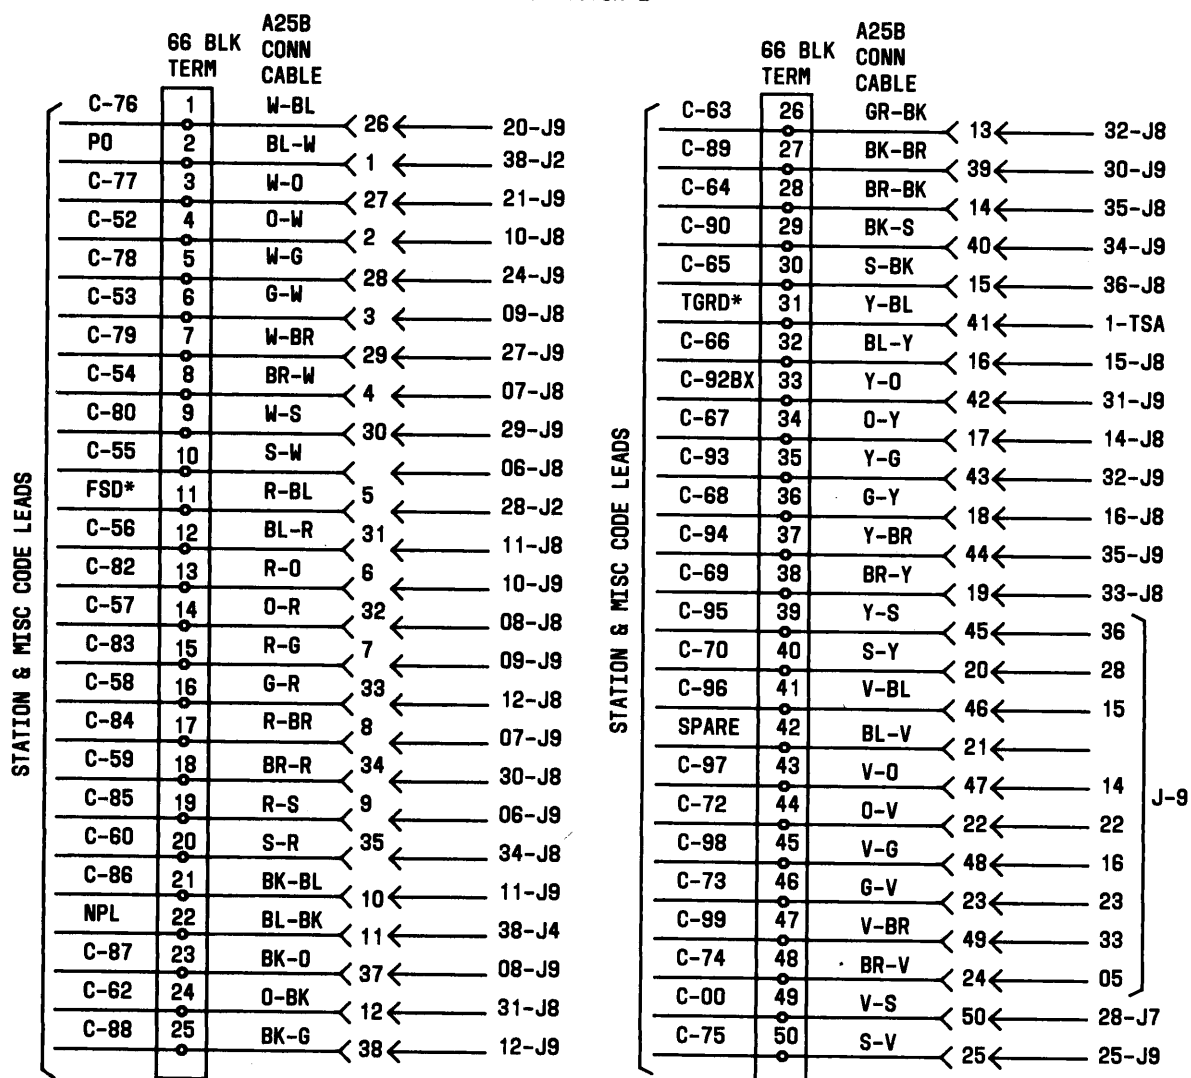 A25B
66 BLK CONN
TERM CABLE
C-76 1 W-BL 26 20-J9
PO 2 BL-W 1 38-J2
C-77 3 W-O 27 21-J9
C-52 4 O-W 2 10-J8
C-78 5 W-G 28 24-J9
C-53 6 G-W 3 09-J8
C-79 7 W-BR 29 27-J9
C-54 8 BR-W 4 07-J8
C-80 9 W-S 30 29-J9
C-55 10 S-W 06-J8
FSD* 11 R-BL 5 28-J2
C-56 12 BL-R 31 11-J8
C-82 13 R-O 6 10-J9
C-57 14 O-R 32 08-J8
C-83 15 R-G 7 09-J9
C-58 16 G-R 33 12-J8
C-84 17 R-BR 8 07-J9
C-59 18 BR-R 34 30-J8
C-85 19 R-S 9 06-J9
C-60 20 S-R 35 34-J8
C-86 21 BK-BL 10 11-J9
NPL 22 BL-BK 11 38-J4
C-87 23 BK-O 37 08-J9
C-62 24 O-BK 12 31-J8
C-88 25 BK-G 38 12-J9
STATION & MISC CODE LEADS
A25B
66 BLK CONN
TERM CABLE
C-63 26 GR-BK 13 32-J8
C-89 27 BK-BR 39 30-J9
C-64 28 BR-BK 14 35-J8
C-90 29 BK-S 40 34-J9
C-65 30 S-BK 15 36-J8
TGRD* 31 Y-BL 41 1-TSA
C-66 32 BL-Y 16 15-J8
C-92BX 33 Y-O 42 31-J9
C-67 34 O-Y 17 14-J8
C-93 35 Y-G 43 32-J9
C-68 36 G-Y 18 16-J8
C-94 37 Y-BR 44 35-J9
C-69 38 BR-Y 19 33-J8
C-95 39 Y-S 45 36
C-70 40 S-Y 20 28
C-96 41 V-BL 46 15
SPARE 42 BL-V 21
C-97 43 V-O 47 14
C-72 44 O-V 22 22
C-98 45 V-G 48 16
C-73 46 G-V 23 23
C-99 47 V-BR 49 33
C-74 48 BR-V 24 05
C-00 49 V-S 50 28-J7
C-75 50 S-V 25 25-J9
STATION & MISC CODE LEADS
J-9